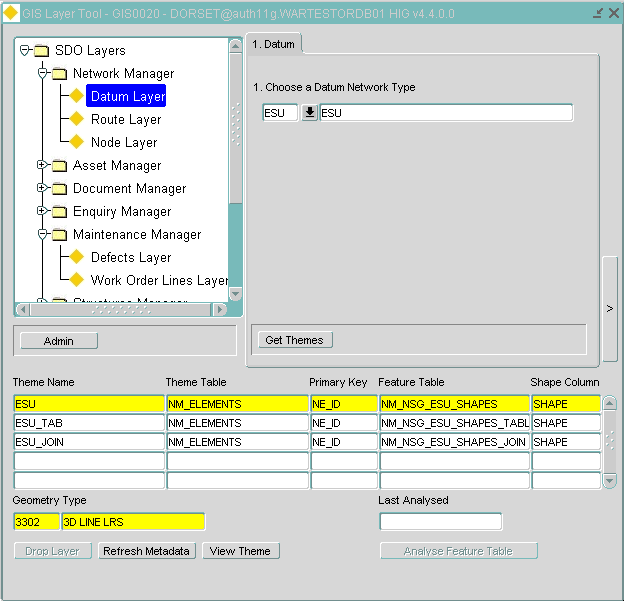 GIS Layer Tool - GIS0020 - DORSET@auth11g.WARTESTORDB01 HIG v4.4.0.0
SDO Layers
Network Manager
Datum Layer
Route Layer
Node Layer
Asset Manager
Document Manager
Enquiry Manager
Maintenance Manager
Defects Layer
Work Order Lines Layer
Structures Manager
Admin
1. Datum
1. Choose a Datum Network Type
ESU ESU
Get Themes
>
Theme Name Theme Table Primary Key Feature Table Shape Column
ESU NM_ELEMENTS NE_ID NM_NSG_ESU_SHAPES SHAPE
ESU_TAB NM_ELEMENTS NE_ID NM_NSG_ESU_SHAPES_TABL SHAPE
ESU_JOIN NM_ELEMENTS NE_ID NM_NSG_ESU_SHAPES_JOIN SHAPE
Geometry Type Last Analysed
3302 3D LINE LRS
Drop Layer Refresh Metadata View Theme Analyse Feature Table